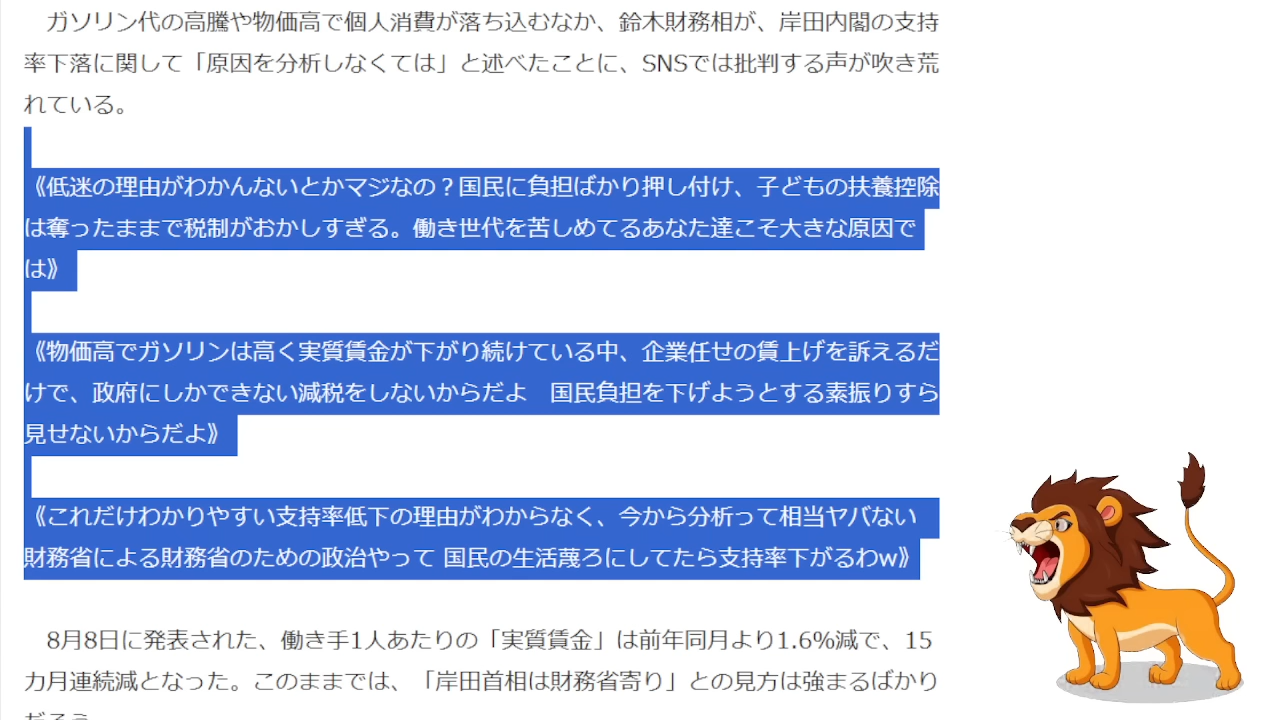 ガソリン代の高騰や物価高で個人消費が落ち込むなか、鈴木財務相が、岸田内閣の支持
率下落に関して「原因を分析しなくては」と述べたことに、SNSでは批判する声が吹き荒
れている。
《低迷の理由がわかんないとかマジなの？国民に負担ばかり押し付け、子どもの扶養控除
は奪ったままで税制がおかしすぎる。働き世代を苦しめてるあなた達こそ大きな原因で
は》
《物価高でガソリンは高く実質賃金が下がり続けている中、企業任せの賃上げを訴えるだ
けで、政府にしかできない減税をしないからだよ　国民負担を下げようとする素振りすら
見せないからだよ》
《これだけわかりやすい支持率低下の理由がわからなく、今から分析って相当ヤバない
財務省による財務省のための政治やって 国民の生活蔑ろにしてたら支持率下がるわw》
8月8日に発表された、働き手1人あたりの「実質賃金」は前年同月より1.6%減で、15
カ月連続減となった。このままでは、「岸田首相は財務省寄り」との見方は強まるばかり
だろう